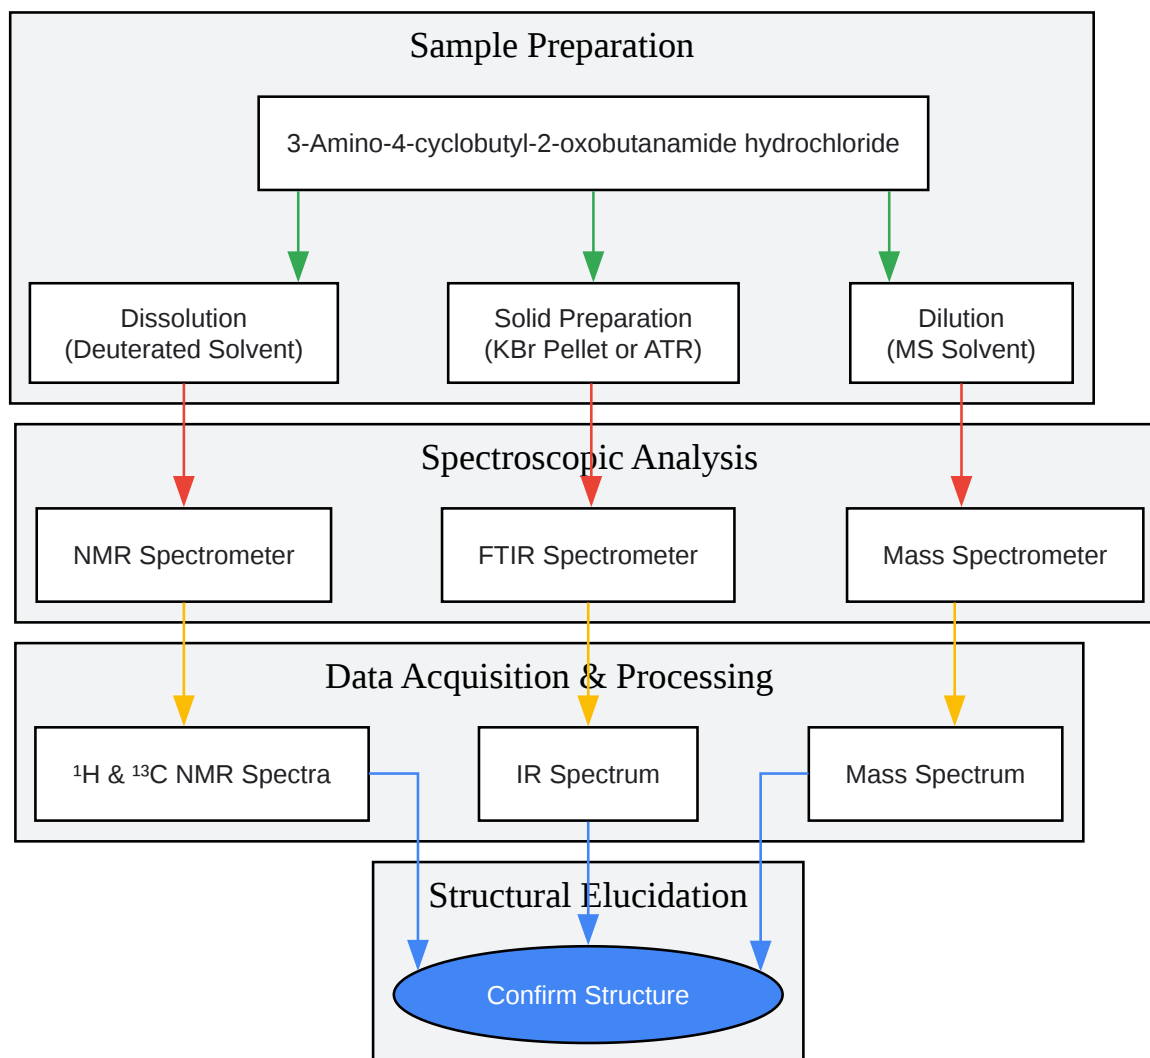 Sample Preparation
3-Amino-4-cyclobutyl-2-oxobutanamide hydrochloride
Dissolution
(Deuterated Solvent)
Solid Preparation
(KBr Pellet or ATR)
Dilution
(MS Solvent)
Spectroscopic Analysis
NMR Spectrometer
FTIR Spectrometer
Mass Spectrometer
Data Acquisition & Processing
¹H & ¹³C NMR Spectra
IR Spectrum
Mass Spectrum
Structural Elucidation
Confirm Structure